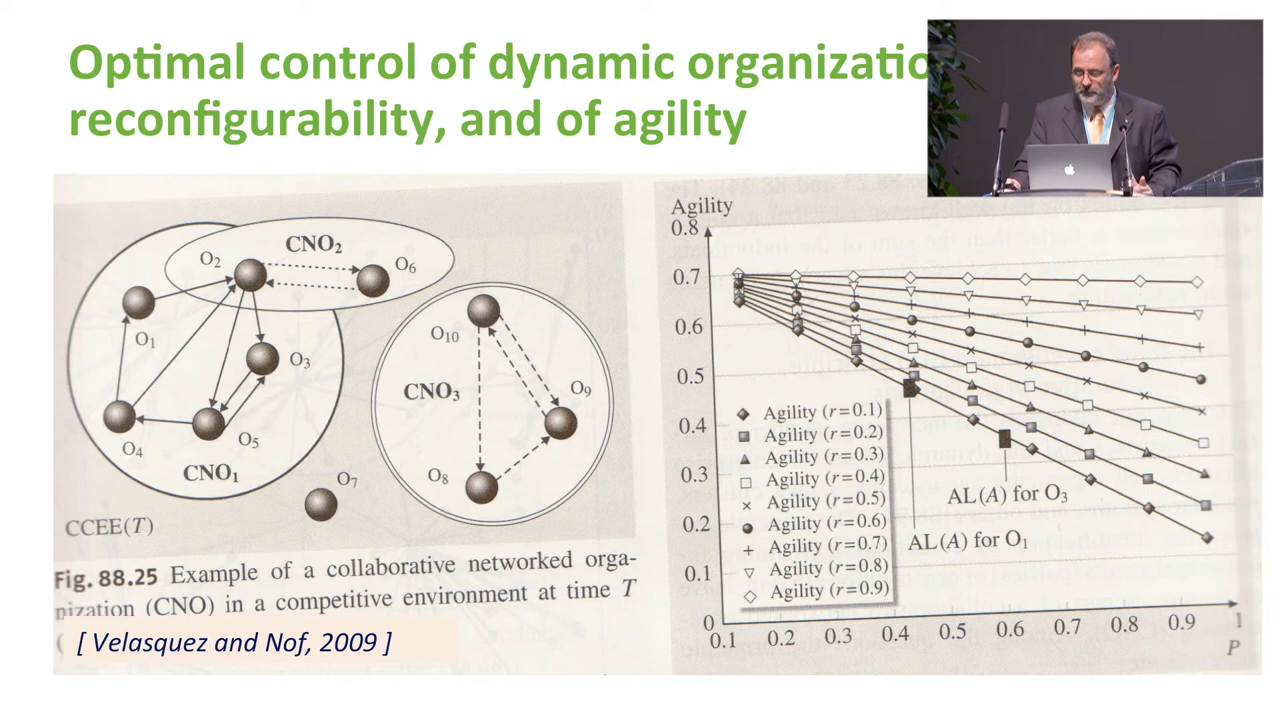 Optimal control of dynamic organizatio
reconfigurability, and of agility
CNO2
O2
O6
O1
O3
O4
O5
CNO1
O7
CCEE(T)
O10
CNO3
O9
O8
Fig. 88.25 Example of a collaborative networked orga-
nization (CNO) in a competitive environment at time T
[ Velasquez and Nof, 2009 ]
Agility
0.8
0.7
0.6
0.5
0.4
0.3
0.2
0.1
0
0.1 0.2 0.3 0.4 0.5 0.6 0.7 0.8 0.9 1
P
Agility (r=0.1)
Agility (r=0.2)
Agility (r=0.3)
Agility (r=0.4)
Agility (r=0.5)
Agility (r=0.6)
Agility (r=0.7)
Agility (r=0.8)
Agility (r=0.9)
AL(A) for O3
AL(A) for O1